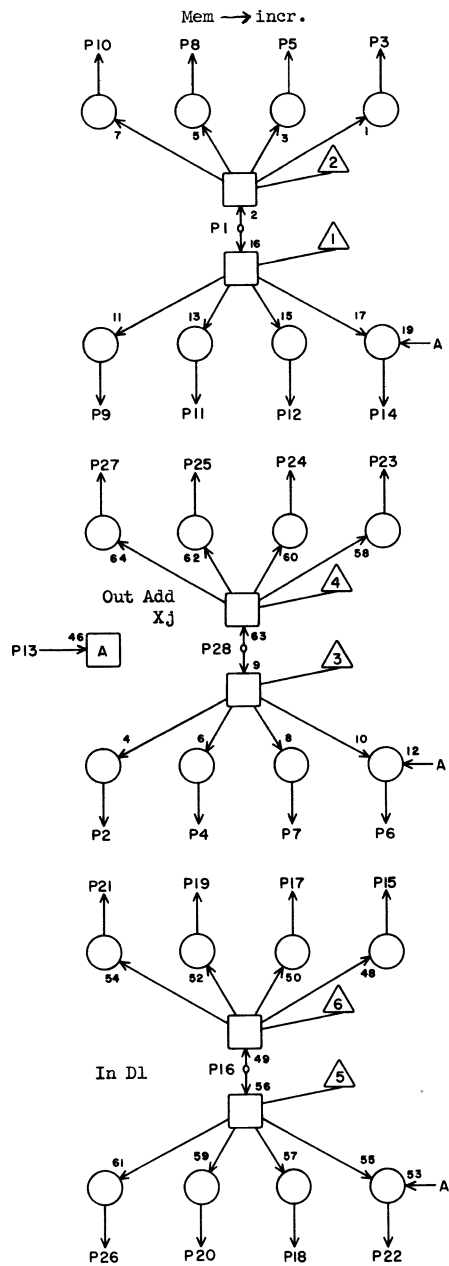 Mem → incr.
P10 P8 P5 P3
7 5 3 1
2
2
P1
16
1
11 13 15 17 19 A
P9 P11 P12 P14
P27 P25 P24 P23
64 62 60 58
Out Add
Xj
4
63
P13 46 A
P28
9
3
4 6 8 10 12 A
P2 P4 P7 P6
P21 P19 P17 P15
54 52 50 48
6
49
In D1
P16
56
5
61 59 57 55 53 A
P26 P20 P18 P22